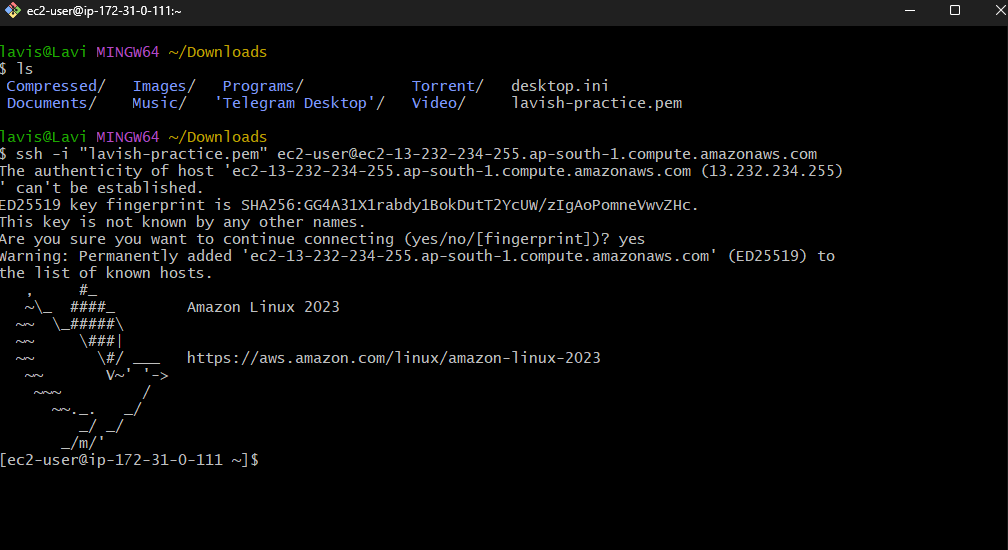 ec2-user@ip-172-31-0-111:~
lavis@Lavi MINGW64 ~/Downloads
$ ls
 Compressed/   Images/   Programs/            Torrent/   desktop.ini
 Documents/    Music/   'Telegram Desktop'/   Video/     lavish-practice.pem
lavis@Lavi MINGW64 ~/Downloads
$ ssh -i "lavish-practice.pem" ec2-user@ec2-13-232-234-255.ap-south-1.compute.amazonaws.com
The authenticity of host 'ec2-13-232-234-255.ap-south-1.compute.amazonaws.com (13.232.234.255)
' can't be established.
ED25519 key fingerprint is SHA256:GG4A31X1rabdy1BokDutT2YcUW/zIgAoPomneVwvZHc.
This key is not known by any other names.
Are you sure you want to continue connecting (yes/no/[fingerprint])? yes
Warning: Permanently added 'ec2-13-232-234-255.ap-south-1.compute.amazonaws.com' (ED25519) to
the list of known hosts.
   ,     #_
   ~\_  ####_        Amazon Linux 2023
  ~~  \_#####\
  ~~     \###|
  ~~       \#/ ___   https://aws.amazon.com/linux/amazon-linux-2023
   ~~       V~' '->
    ~~~         /
      ~~._.   _/
         _/ _/
       _/m/'
[ec2-user@ip-172-31-0-111 ~]$